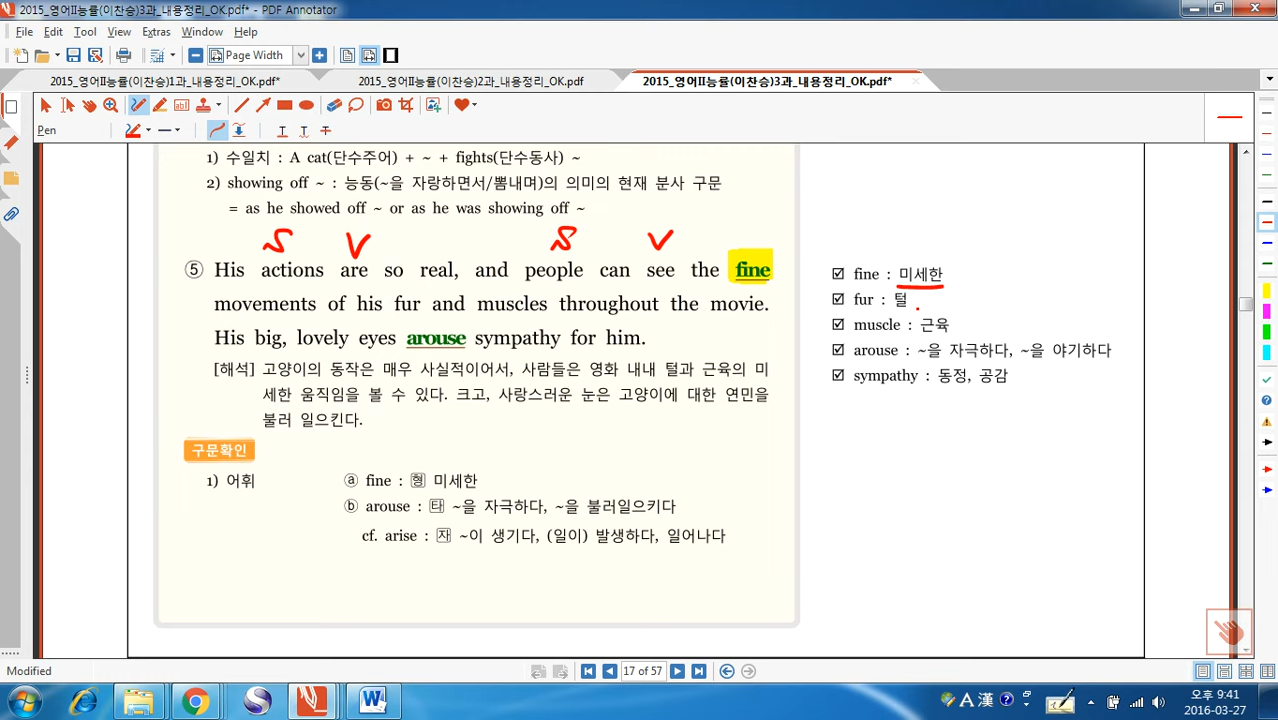 2015_영어II능률(이찬승)3과_내용정리_OK.pdf* - PDF Annotator
File Edit Tool View Extras Window Help
Page Width
2015_영어II능률(이찬승)1과_내용정리_OK.pdf* 2015_영어II능률(이찬승)2과_내용정리_OK.pdf 2015_영어II능률(이찬승)3과_내용정리_OK.pdf*
Pen
1) 수일치 : A cat(단수주어) + ~ + fights(단수동사) ~
2) showing off ~ : 능동(~을 자랑하면서/뽐내며)의 의미의 현재 분사 구문
= as he showed off ~ or as he was showing off ~
S V S V
⑤ His actions are so real, and people can see the fine
movements of his fur and muscles throughout the movie.
His big, lovely eyes arouse sympathy for him.
[해석] 고양이의 동작은 매우 사실적이어서, 사람들은 영화 내내 털과 근육의 미
세한 움직임을 볼 수 있다. 크고, 사랑스러운 눈은 고양이에 대한 연민을
불러 일으킨다.
구문확인
1) 어휘 ⓐ fine : 형 미세한
ⓑ arouse : 타 ~을 자극하다, ~을 불러일으키다
cf. arise : 자 ~이 생기다, (일이) 발생하다, 일어나다
fine : 미세한
fur : 털
muscle : 근육
arouse : ~을 자극하다, ~을 야기하다
sympathy : 동정, 공감
Modified
17 of 57
A 漢
오후 9:41
2016-03-27